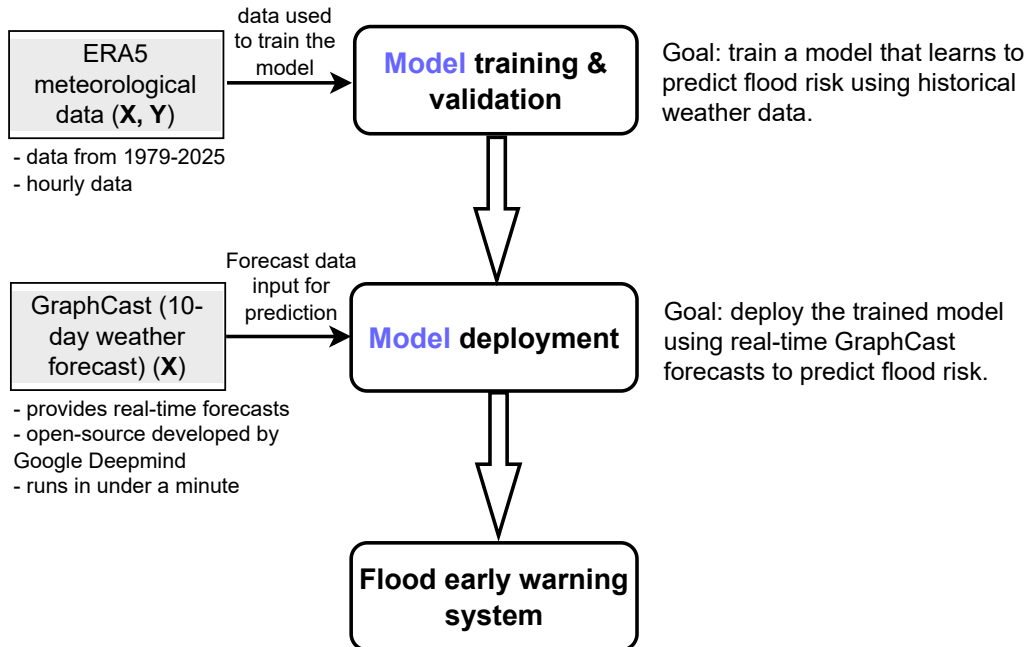 data used
to train the
model
ERA5
meteorological
data (X, Y)
- data from 1979-2025
- hourly data
Model training &
validation
Goal: train a model that learns to
predict flood risk using historical
weather data.
Forecast data
input for
prediction
GraphCast (10-
day weather
forecast) (X)
- provides real-time forecasts
- open-source developed by
Google Deepmind
- runs in under a minute
Model deployment
Goal: deploy the trained model
using real-time GraphCast
forecasts to predict flood risk.
Flood early warning
system